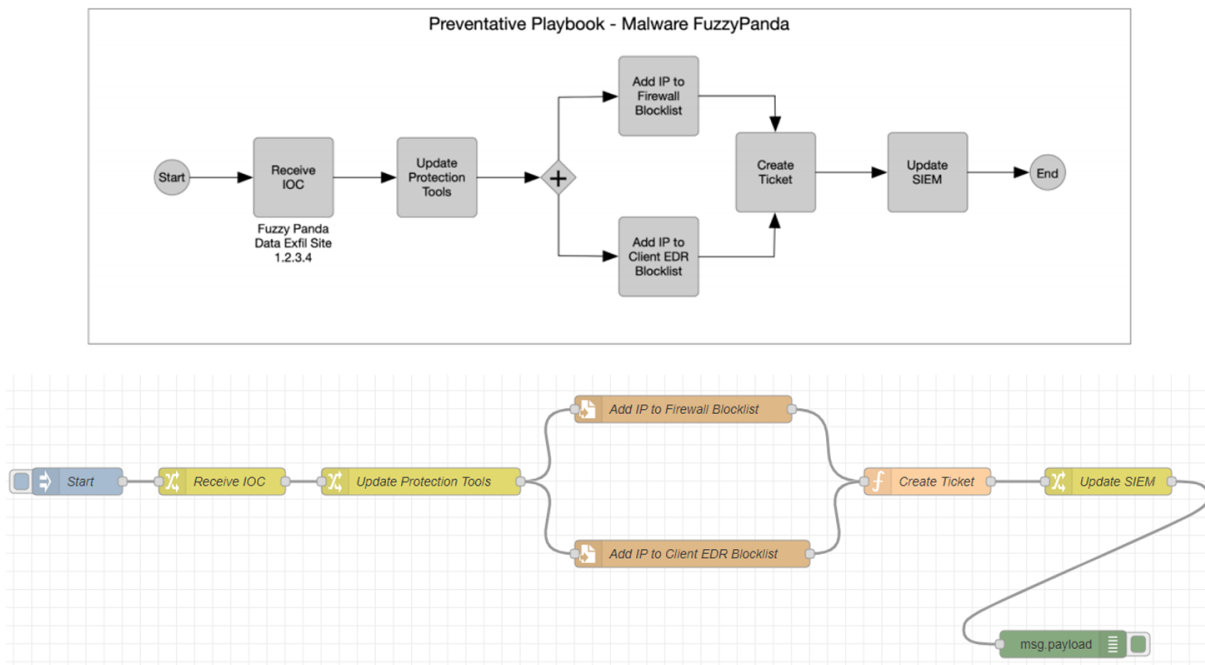 Preventative Playbook - Malware FuzzyPanda
Start
Receive
IOC
Fuzzy Panda
Data Exfil Site
1.2.3.4
Update
Protection
Tools
Add IP to
Firewall
Blocklist
Add IP to
Client EDR
Blocklist
Create
Ticket
Update
SIEM
End
Start
Receive IOC
Update Protection Tools
Add IP to Firewall Blocklist
Add IP to Client EDR Blocklist
Create Ticket
Update SIEM
msg.payload